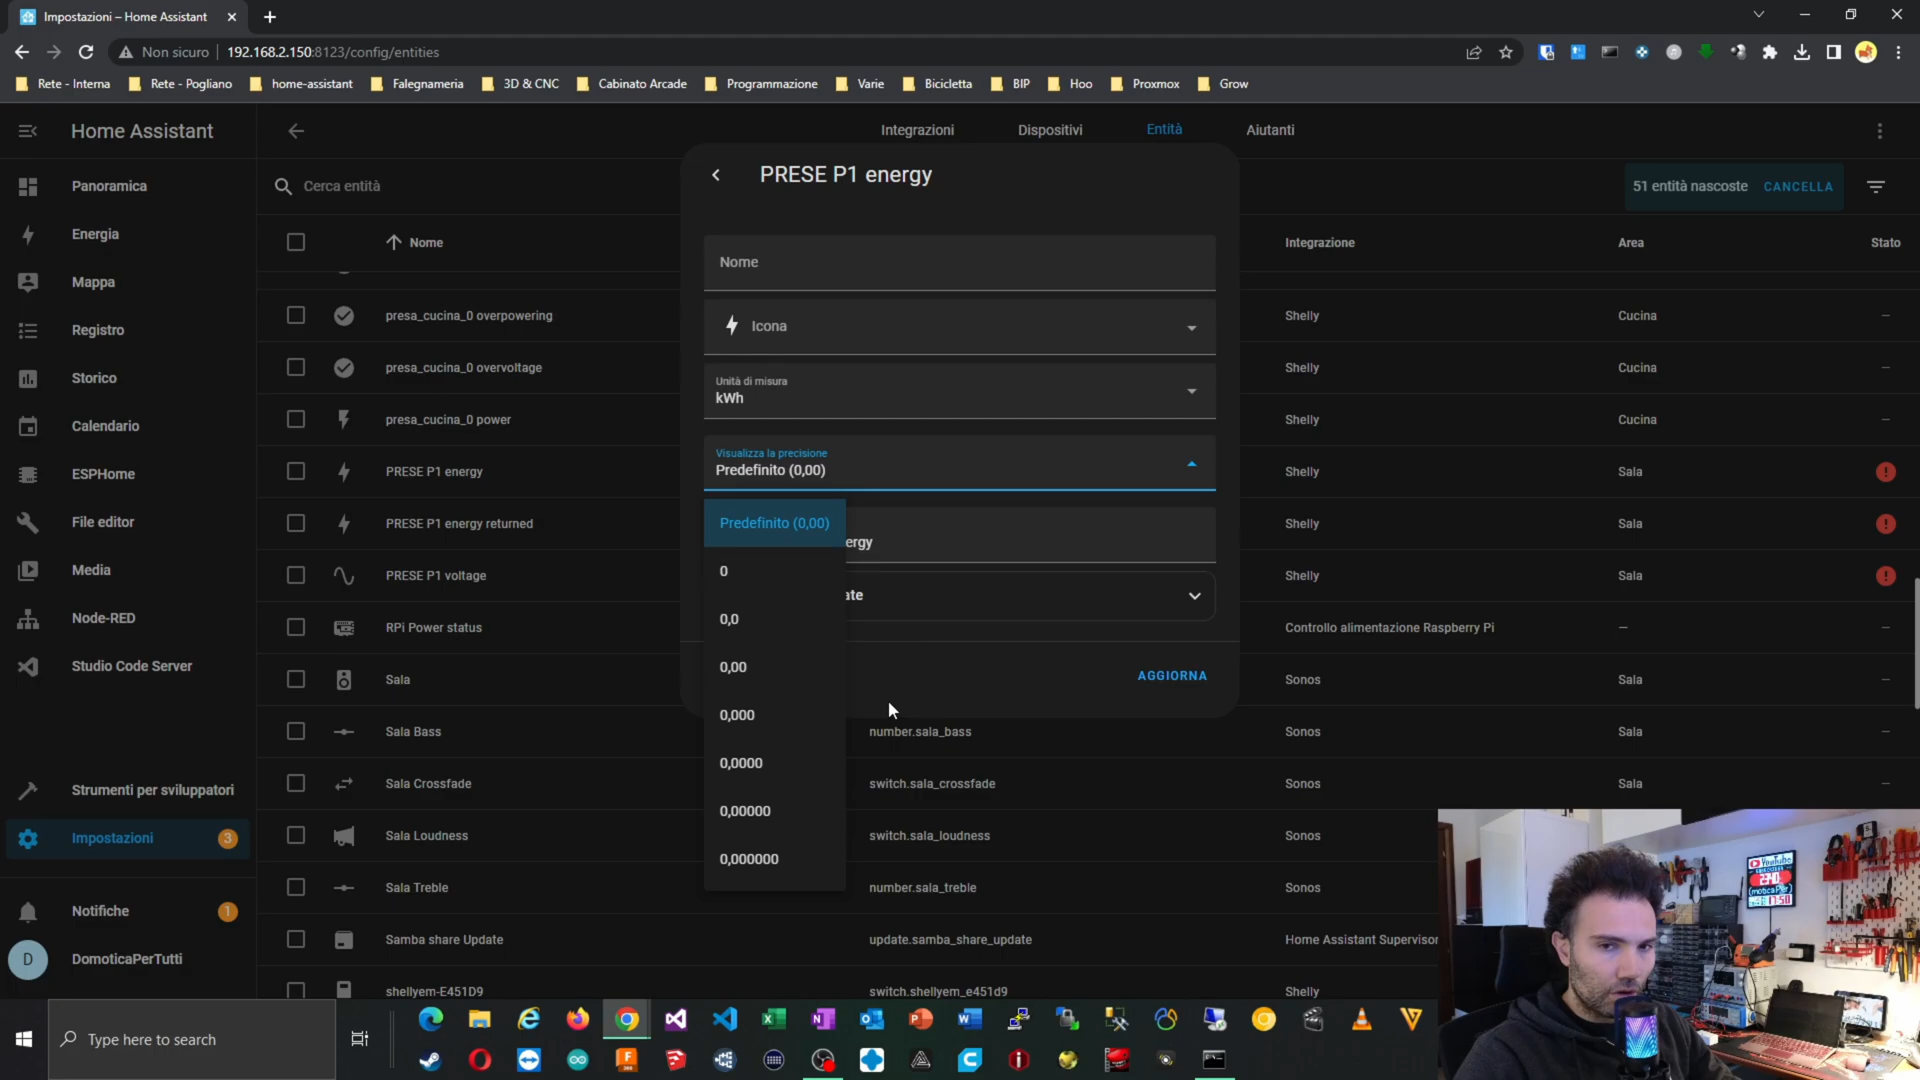 Impostazioni – Home Assistant
Non sicuro
192.168.2.150:8123/config/entities
Rete - Interna
Rete - Pogliano
home-assistant
Falegnameria
3D & CNC
Cabinato Arcade
Programmazione
Varie
Bicicletta
BIP
Hoo
Proxmox
Grow
Home Assistant
Integrazioni
Dispositivi
Entità
Aiutanti
Panoramica
Energia
Mappa
Registro
Storico
Calendario
ESPHome
File editor
Media
Node-RED
Studio Code Server
Strumenti per sviluppatori
Impostazioni
3
Notifiche
1
D
DomoticaPerTutti
Cerca entità
51 entità nascoste
CANCELLA
Nome
Integrazione
Area
Stato
presa_cucina_0 overpowering
Shelly
Cucina
–
presa_cucina_0 overvoltage
Shelly
Cucina
–
presa_cucina_0 power
Shelly
Cucina
–
PRESE P1 energy
Shelly
Sala
PRESE P1 energy returned
Shelly
Sala
PRESE P1 voltage
Shelly
Sala
RPi Power status
Controllo alimentazione Raspberry Pi
—
–
Sala
Sonos
Sala
–
Sala Bass
number.sala_bass
Sonos
Sala
–
Sala Crossfade
switch.sala_crossfade
Sonos
Sala
–
Sala Loudness
switch.sala_loudness
Sonos
Sala Treble
number.sala_treble
Sonos
Samba share Update
update.samba_share_update
Home Assistant Supervisor
shellyem-E451D9
switch.shellyem_e451d9
Shelly
PRESE P1 energy
Nome
Icona
Unità di misura
kWh
Visualizza la precisione
Predefinito (0,00)
Predefinito (0,00)
0
0,0
0,00
0,000
0,0000
0,00000
0,000000
ergy
ate
AGGIORNA
Type here to search
YouTube
17:50